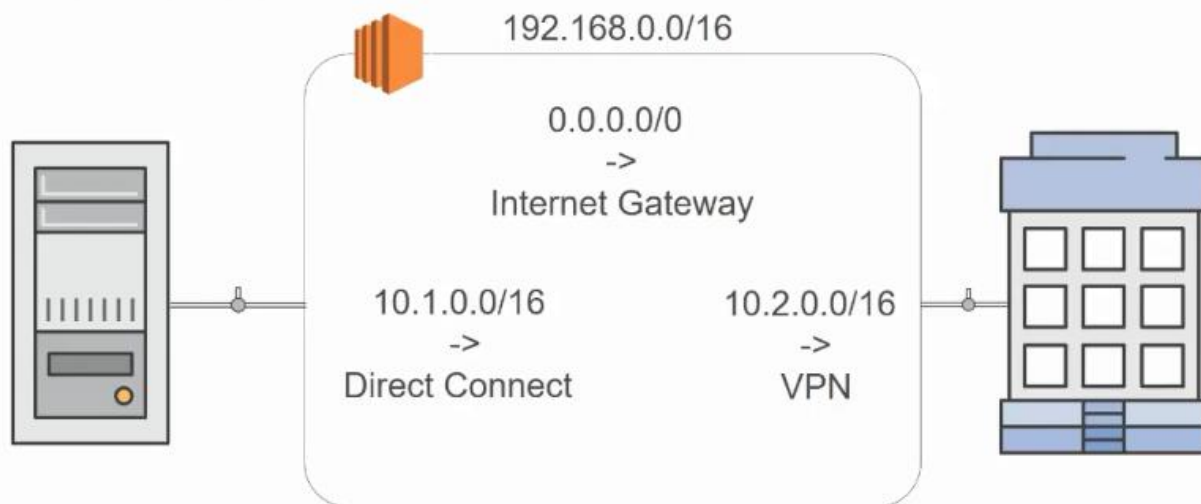 192.168.0.0/16
0.0.0.0/0
->
Internet Gateway
10.1.0.0/16
->
Direct Connect
10.2.0.0/16
->
VPN